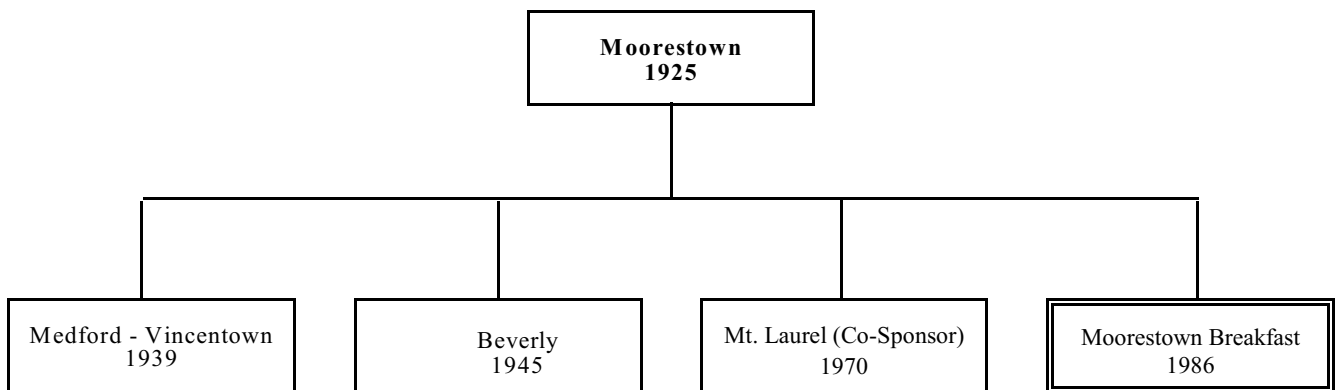 Moorestown
1925
Medford - Vincentown
1939
Beverly
1945
Mt. Laurel (Co-Sponsor)
1970
Moorestown Breakfast
1986